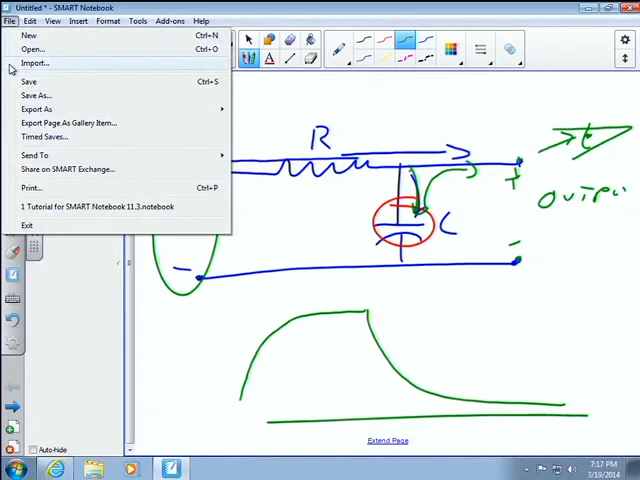 Untitled * - SMART Notebook
File Edit View Insert Format Tools Add-ons Help
New Ctrl+N
Open... Ctrl+O
Import...
Save Ctrl+S
Save As...
Export As
Export Page As Gallery Item...
Timed Saves...
Send To
Share on SMART Exchange...
Print... Ctrl+P
1 Tutorial for SMART Notebook 11.3.notebook
Exit
R
t
+
OUTPU
C
-
-
Extend Page
Auto-hide
7:17 PM
3/19/2014